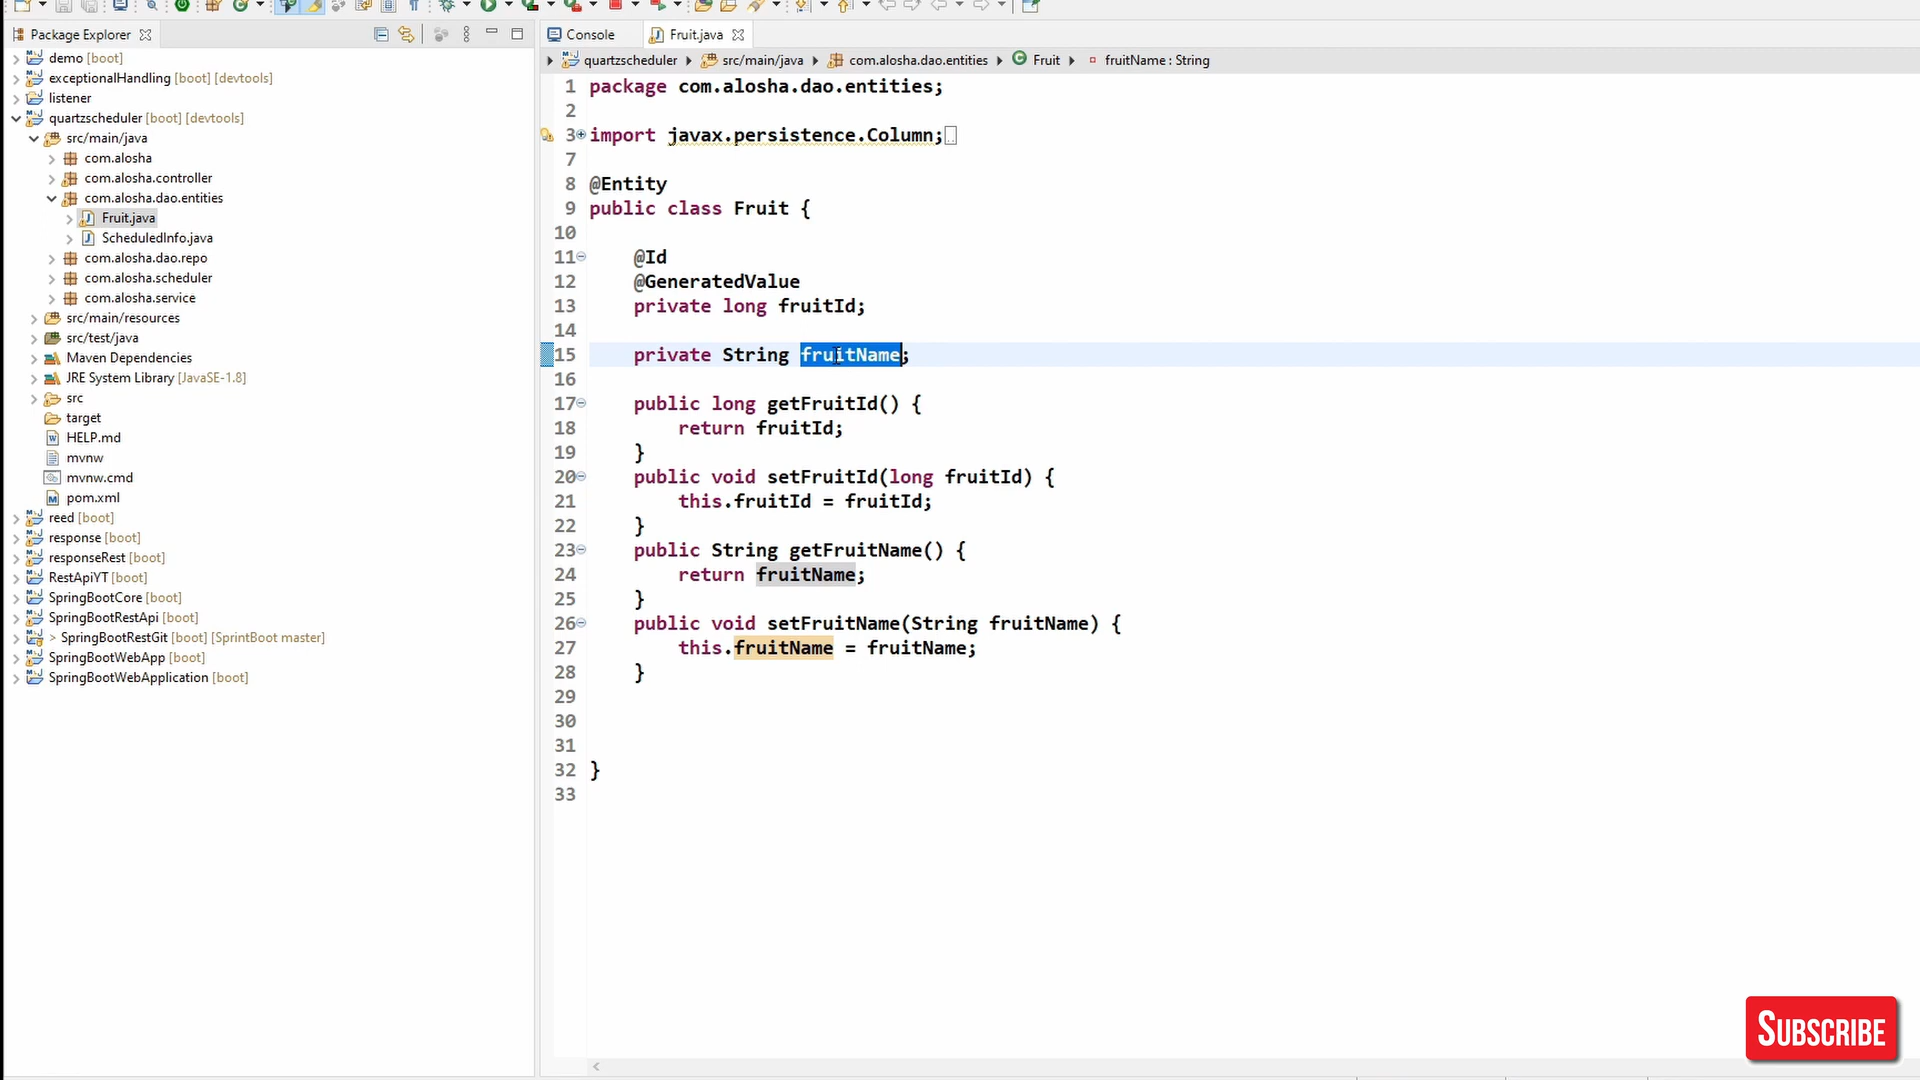 Package Explorer
Console
Fruit.java
quartzscheduler
src/main/java
com.alosha.dao.entities
Fruit
fruitName : String
demo [boot]
exceptionalHandling [boot] [devtools]
listener
quartzscheduler [boot] [devtools]
src/main/java
com.alosha
com.alosha.controller
com.alosha.dao.entities
Fruit.java
ScheduledInfo.java
com.alosha.dao.repo
com.alosha.scheduler
com.alosha.service
src/main/resources
src/test/java
Maven Dependencies
JRE System Library [JavaSE-1.8]
src
target
HELP.md
mvnw
mvnw.cmd
pom.xml
reed [boot]
response [boot]
responseRest [boot]
RestApiYT [boot]
SpringBootCore [boot]
SpringBootRestApi [boot]
> SpringBootRestGit [boot] [SprintBoot master]
SpringBootWebApp [boot]
SpringBootWebApplication [boot]
1 package com.alosha.dao.entities;
2
3 import javax.persistence.Column;
7
8 @Entity
9 public class Fruit {
10
11 @Id
12 @GeneratedValue
13 private long fruitId;
14
15 private String fruitName;
16
17 public long getFruitId() {
18 return fruitId;
19 }
20 public void setFruitId(long fruitId) {
21 this.fruitId = fruitId;
22 }
23 public String getFruitName() {
24 return fruitName;
25 }
26 public void setFruitName(String fruitName) {
27 this.fruitName = fruitName;
28 }
29
30
31
32 }
33
SUBSCRIBE